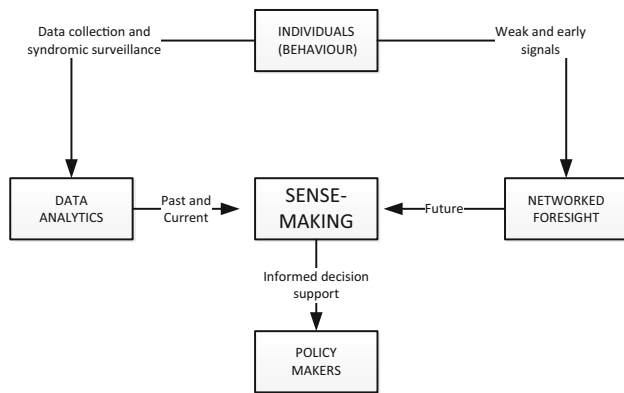 Data collection and
syndromic surveillance
INDIVIDUALS
(BEHAVIOUR)
Weak and early
signals
DATA
ANALYTICS
Past and
Current
SENSE-
MAKING
Future
NETWORKED
FORESIGHT
Informed decision
support
POLICY
MAKERS